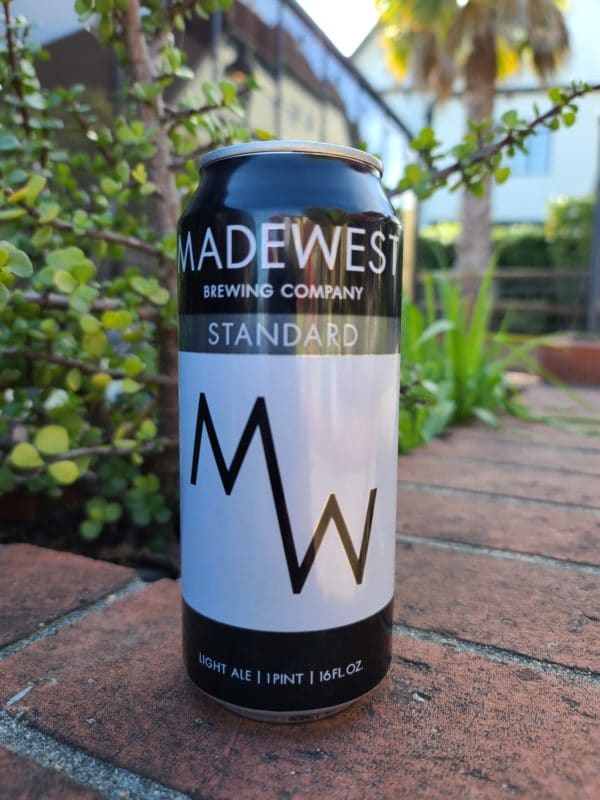 MADEWEST
BREWING COMPANY
STANDARD
MW
LIGHT ALE | 1 PINT | 16 FL. OZ.